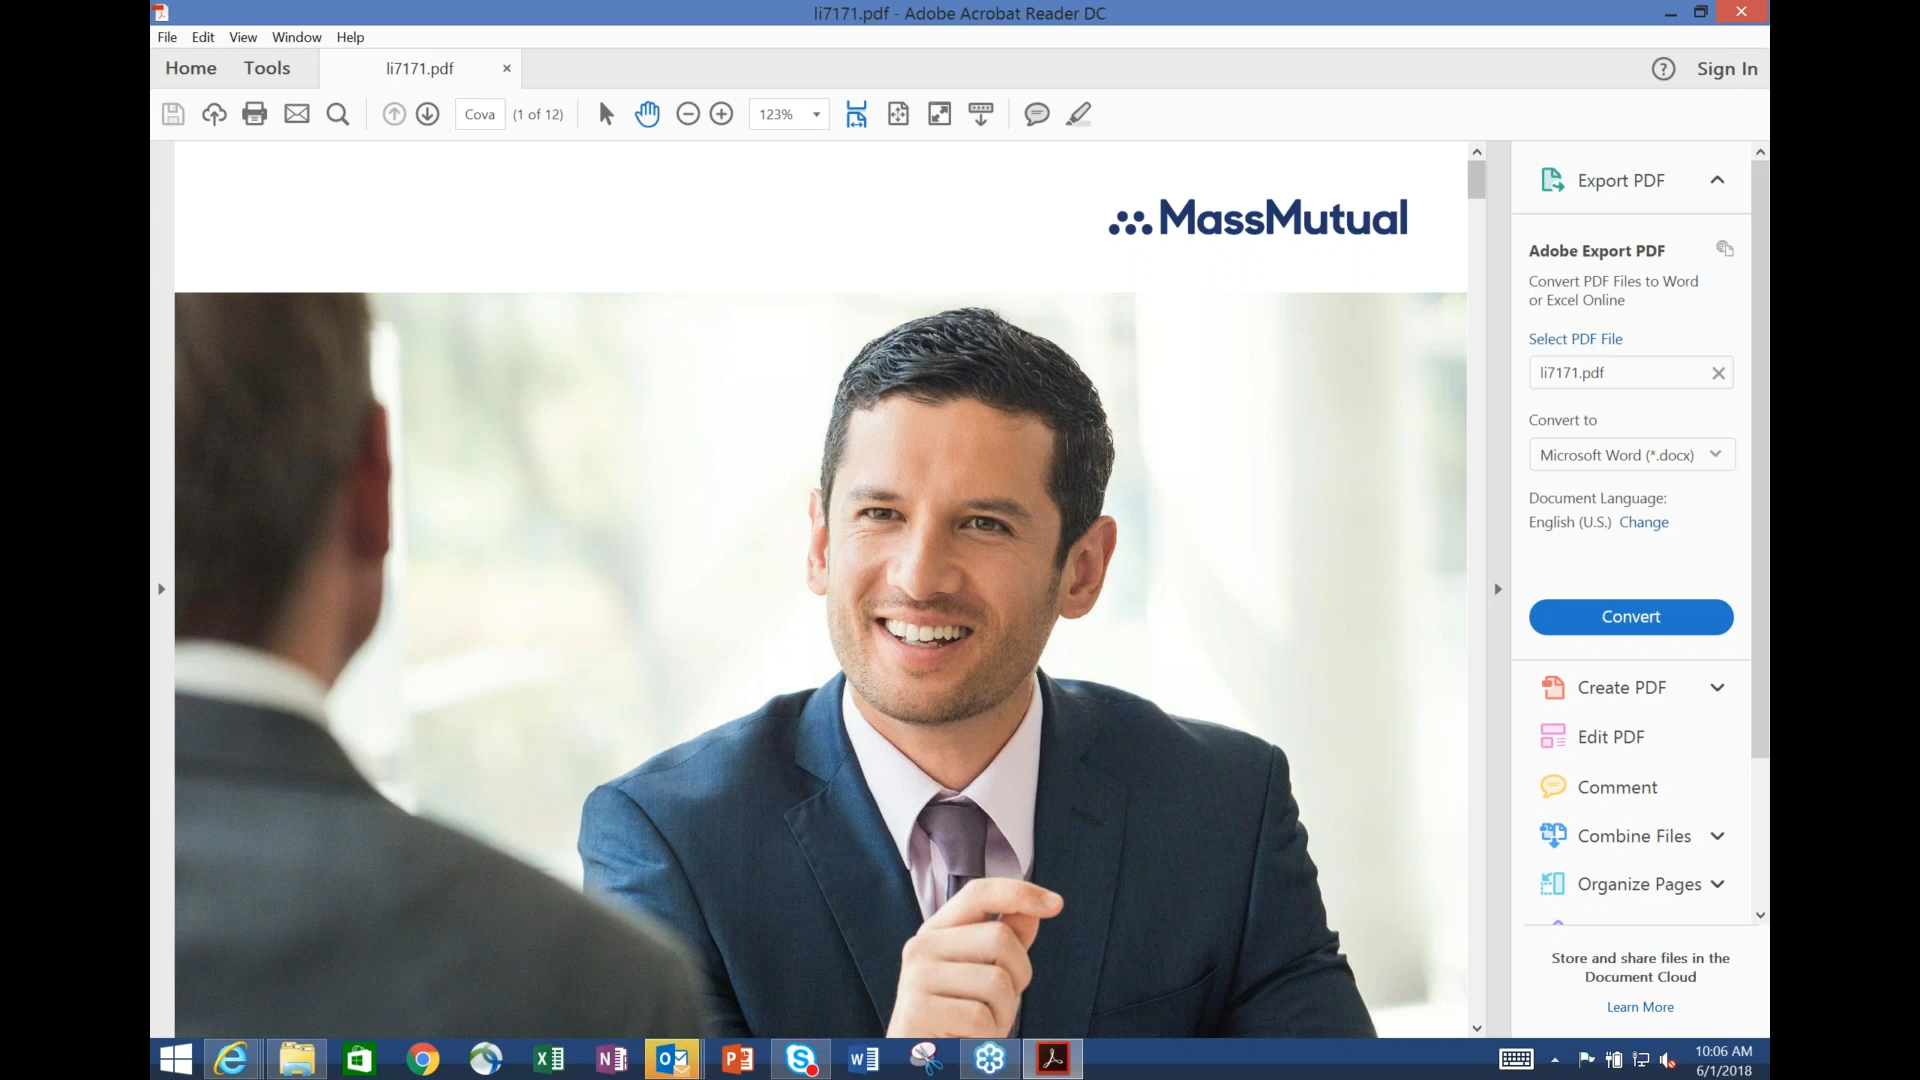 li7171.pdf - Adobe Acrobat Reader DC
File Edit View Window Help
Home Tools li7171.pdf × ? Sign In
Cova (1 of 12) 123%
MassMutual
Export PDF
Adobe Export PDF
Convert PDF Files to Word
or Excel Online
Select PDF File
li7171.pdf
Convert to
Microsoft Word (*.docx)
Document Language:
English (U.S.) Change
Convert
Create PDF
Edit PDF
Comment
Combine Files
Organize Pages
Store and share files in the
Document Cloud
Learn More
10:06 AM
6/1/2018